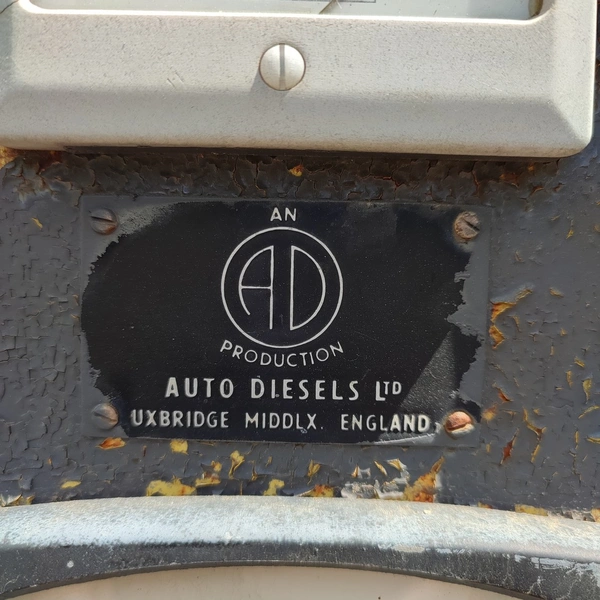 AN
AD
PRODUCTION
AUTO DIESELS LTD
UXBRIDGE MIDDLX. ENGLAND